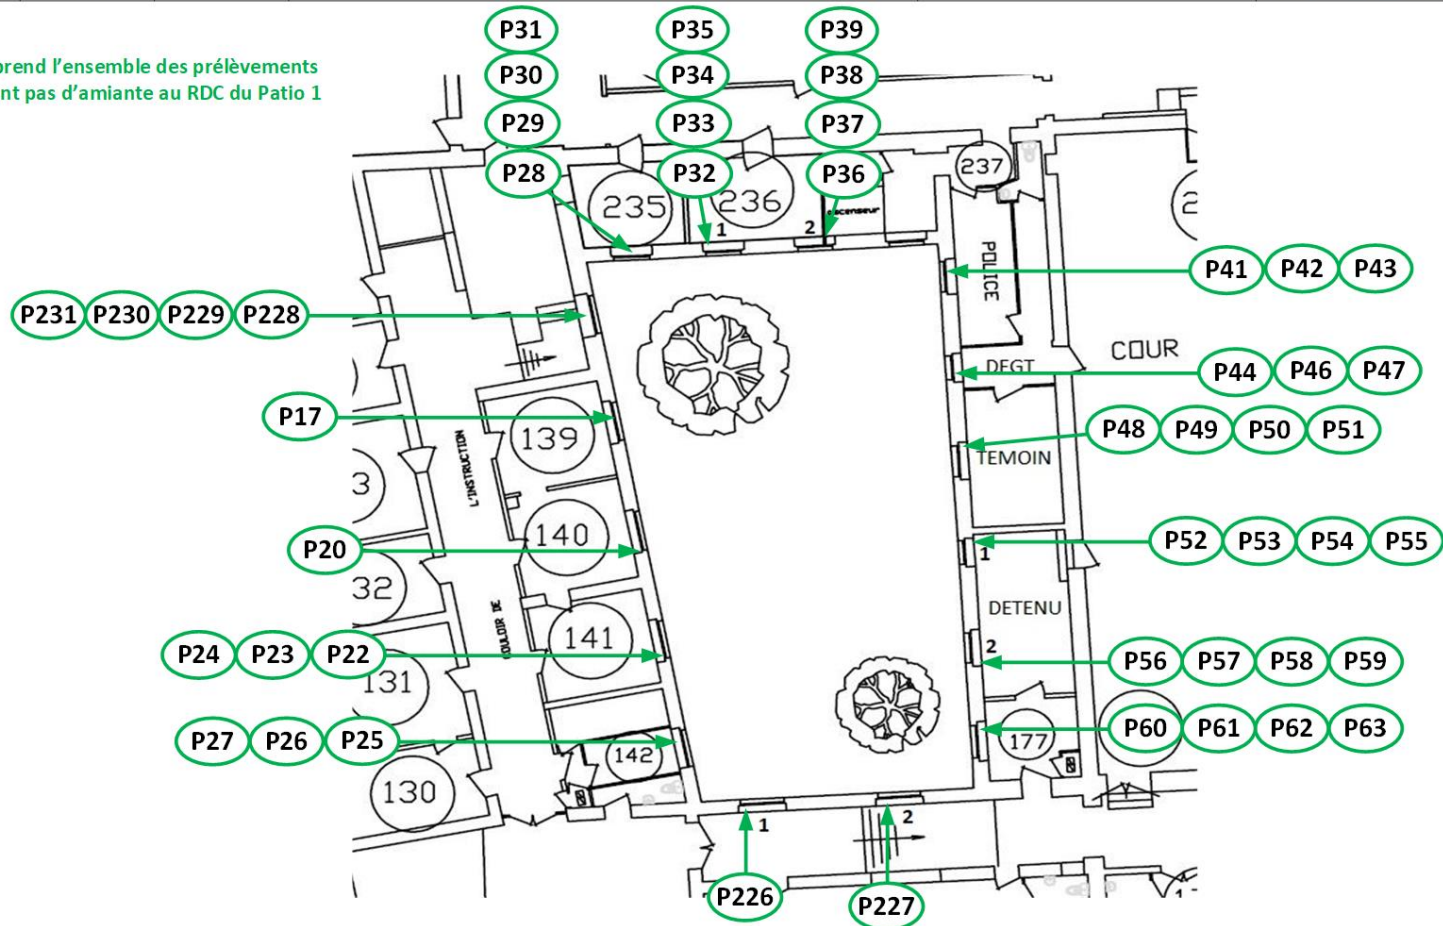 P31 P35 P39
prend l'ensemble des prélèvements
P30 P34 P38
nt pas d'amiante au RDC du Patio 1
P29 P33 P37
P28 P32 P36
237
235
236
ascenseur
1
2
POLICE
P41 P42 P43
P231 P230 P229 P228
COUR
DEGT
P44 P46 P47
P17
139
L'INSTRUCTION
P48 P49 P50 P51
TEMOIN
3
140
P20
P52 P53 P54 P55
1
32
DETENU
COULOIR DE
141
P24 P23 P22
2
P56 P57 P58 P59
131
P27 P26 P25
142
177
P60 P61 P62 P63
130
1
2
P226
P227